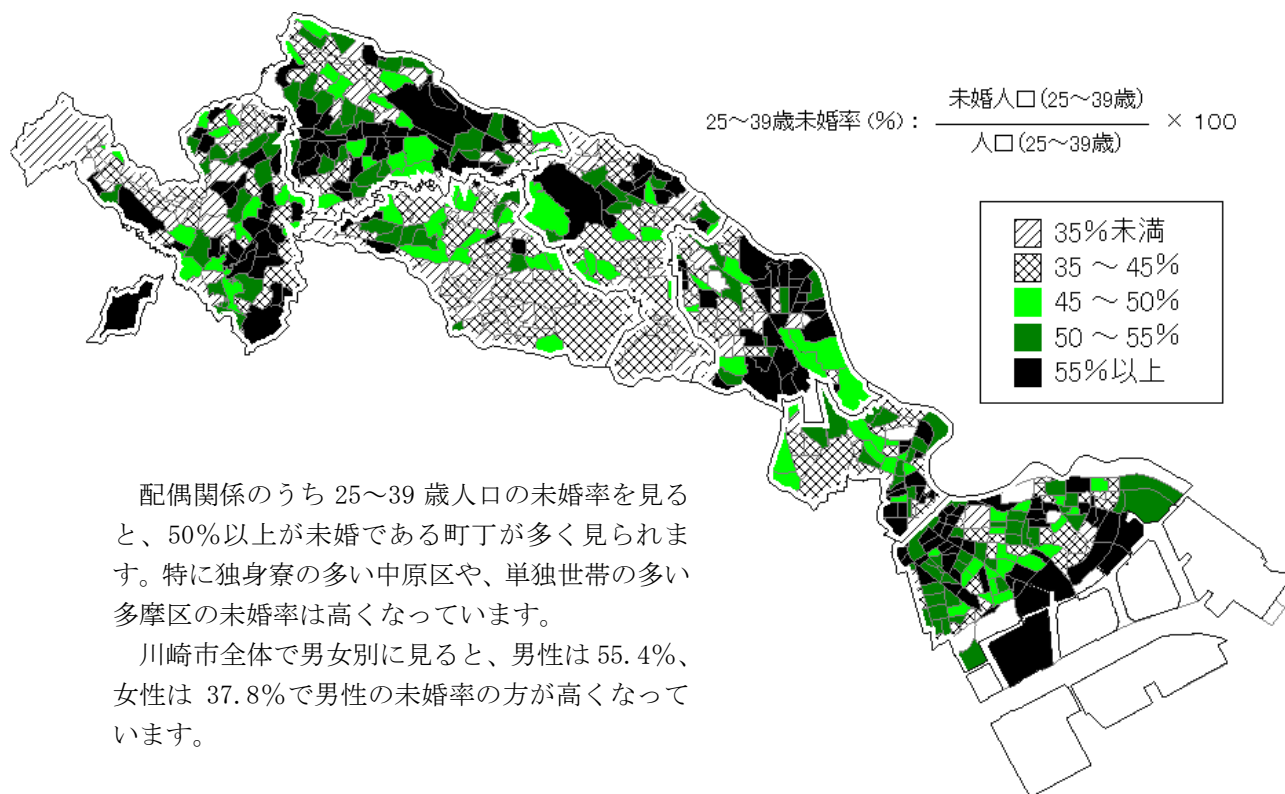 25～39歳未婚率(%)： 未婚人口(25～39歳)
人口(25～39歳) × 100
35%未満
35 ～ 45%
45 ～ 50%
50 ～ 55%
55%以上
配偶関係のうち 25～39 歳人口の未婚率を見る
と、50%以上が未婚である町丁が多く見られま
す。特に独身寮の多い中原区や、単独世帯の多い
多摩区の未婚率は高くなっています。
川崎市全体で男女別に見ると、男性は 55.4%、
女性は 37.8%で男性の未婚率の方が高くなって
います。